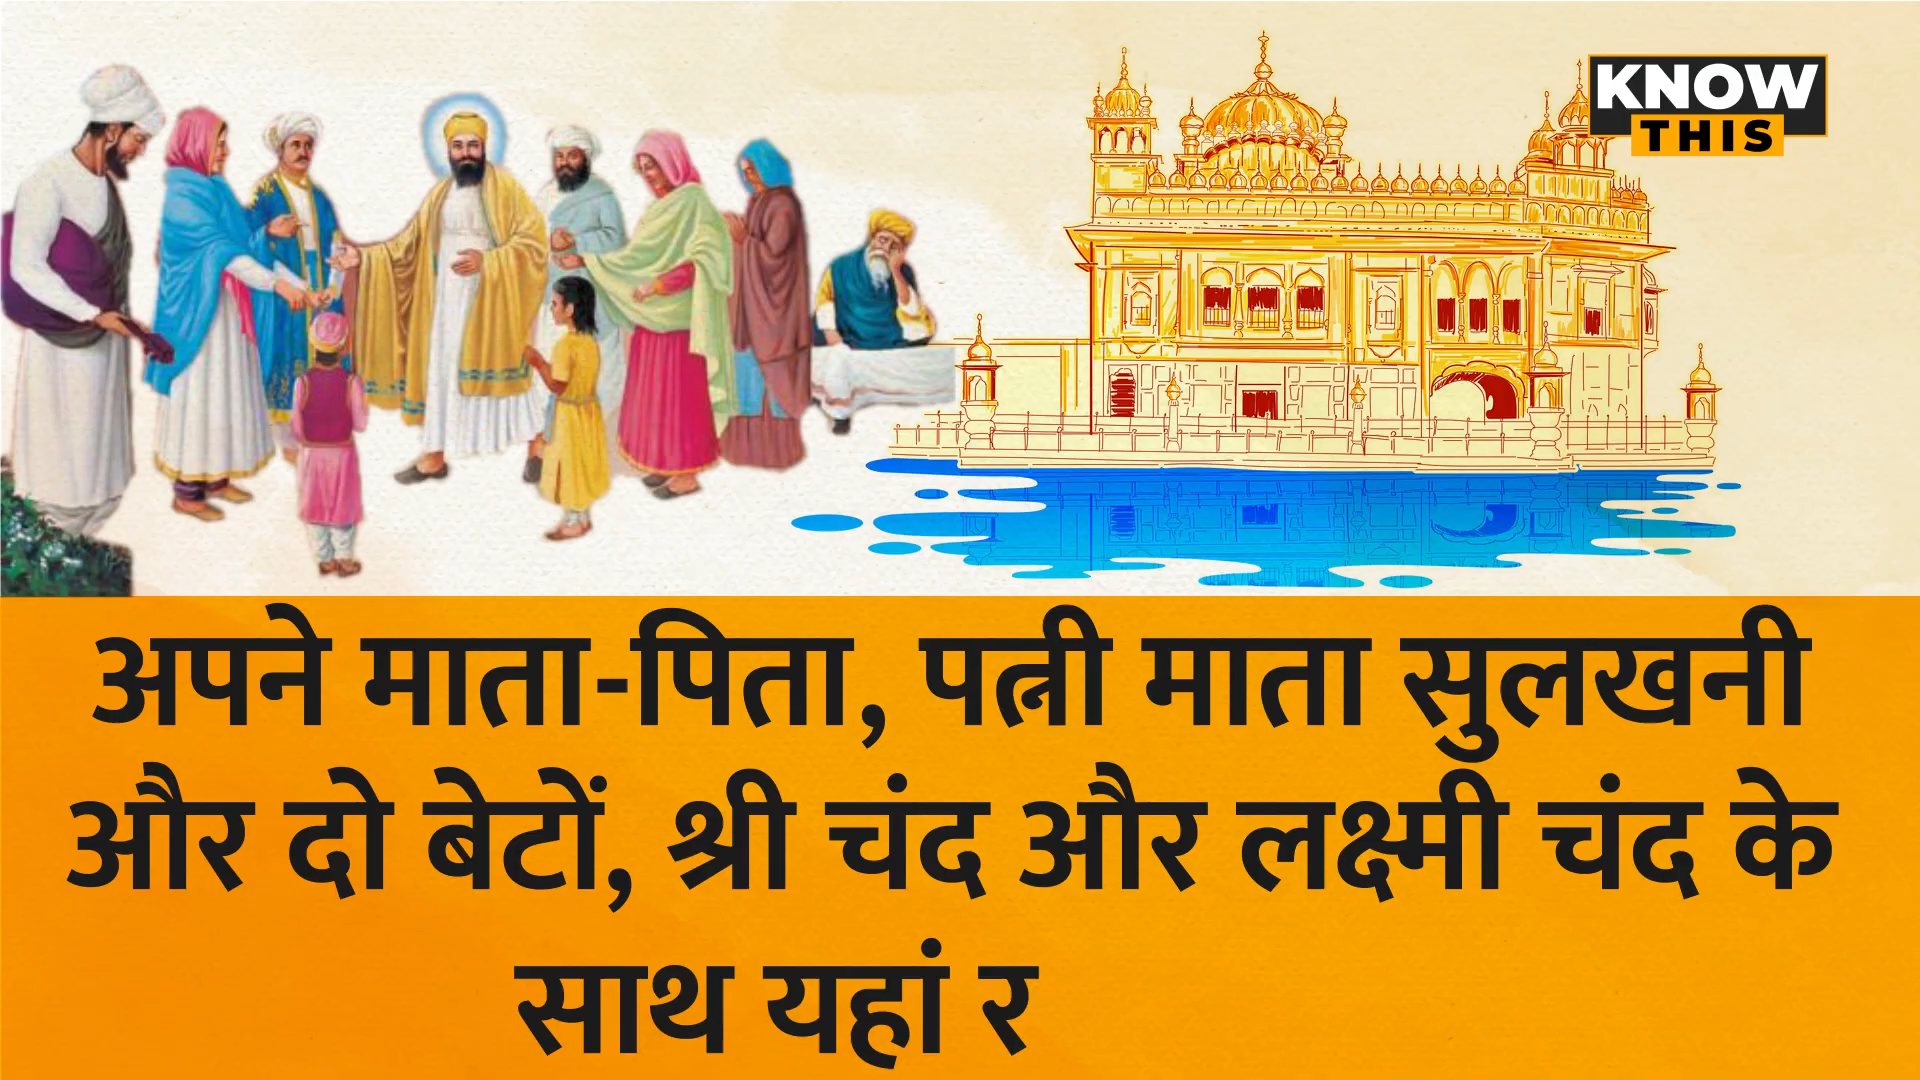 KNOW
THIS
अपने माता-पिता, पत्नी माता सुलखनी
और दो बेटों, श्री चंद और लक्ष्मी चंद के
साथ यहां र